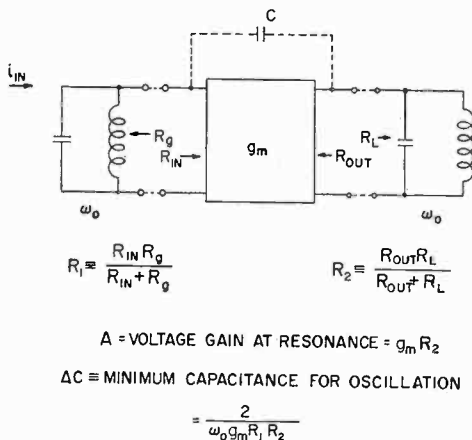 C
i_IN
R_g
R_IN
g_m
R_OUT
R_L
ω_o
ω_o
R_1 ≡ R_IN R_g / R_IN + R_g
R_2 ≡ R_OUT R_L / R_OUT + R_L
A = VOLTAGE GAIN AT RESONANCE = g_m R_2
ΔC ≡ MINIMUM CAPACITANCE FOR OSCILLATION
= 2 / ω_o g_m R_1 R_2